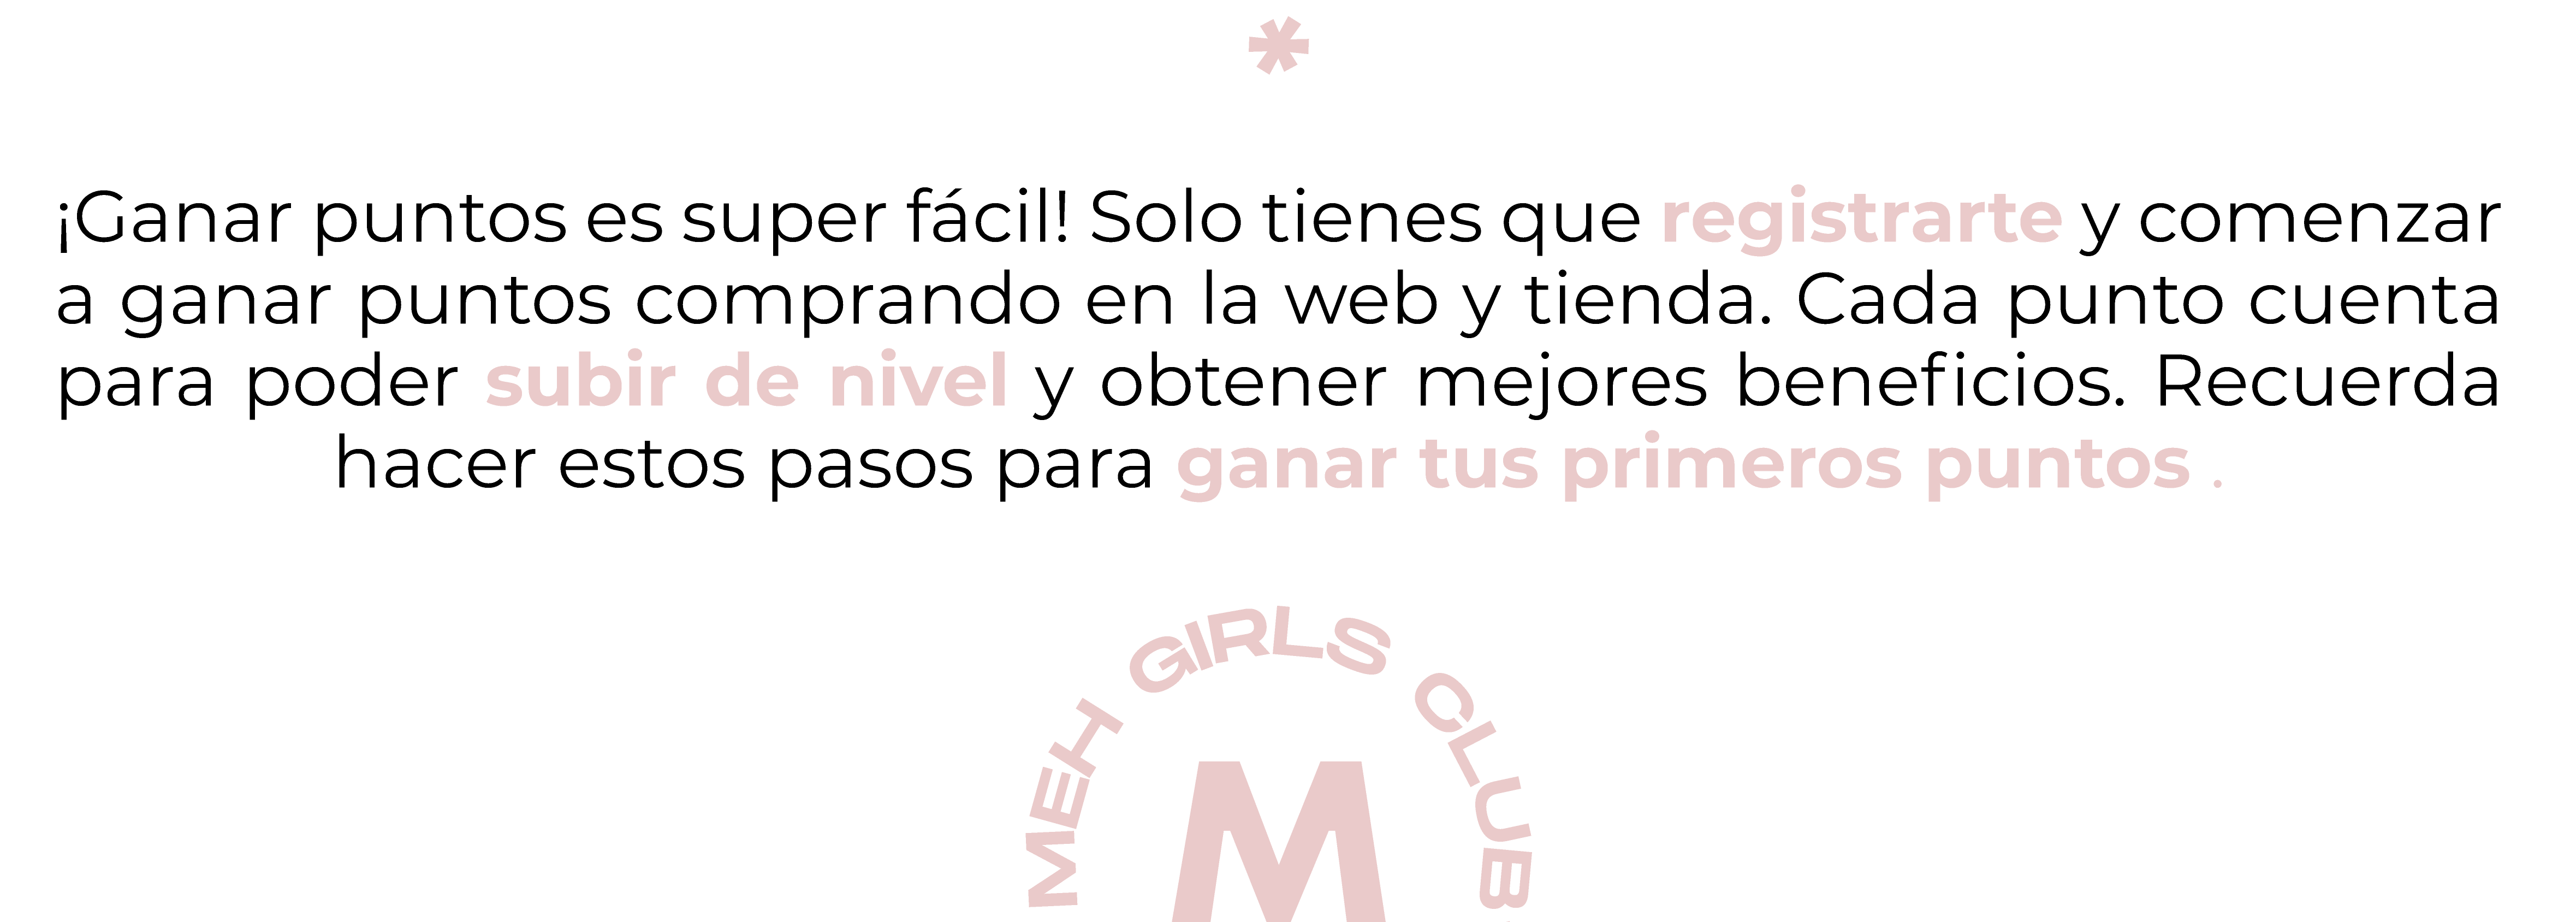 *
¡Ganar puntos es super fácil! Solo tienes que registrarte y comenzar
a ganar puntos comprando en la web y tienda. Cada punto cuenta
para poder subir de nivel y obtener mejores beneficios. Recuerda
hacer estos pasos para ganar tus primeros puntos .
MEH GIRLS CLUB
M